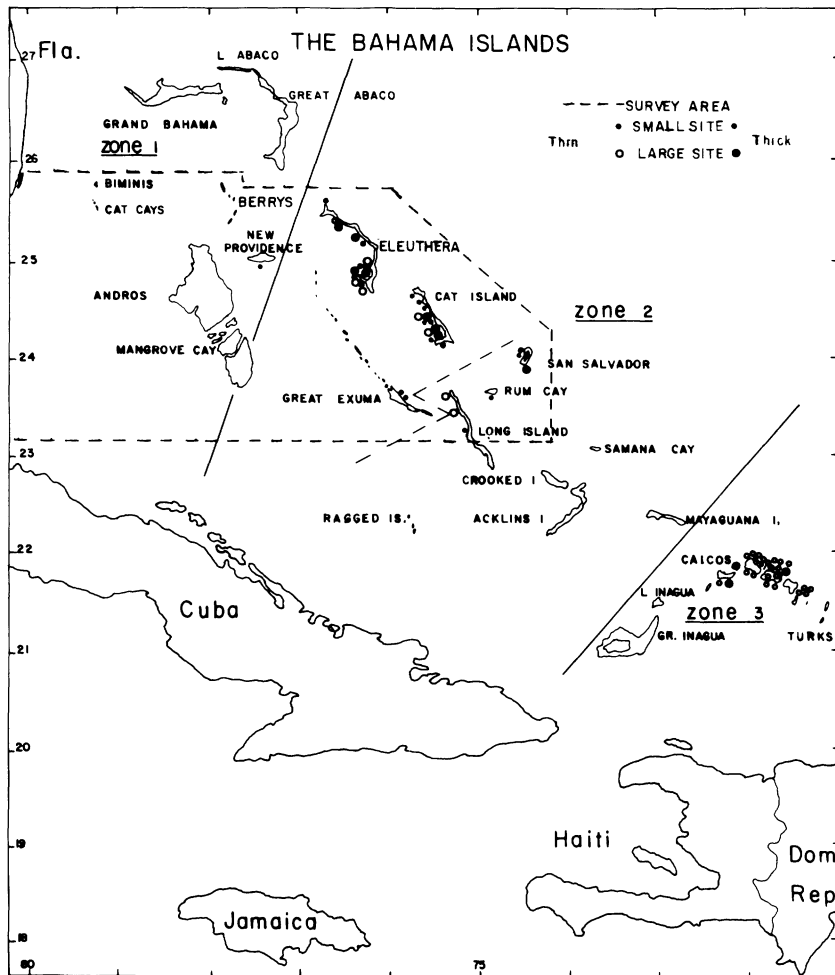 THE BAHAMA ISLANDS
27
Fla.
L ABACO
GREAT ABACO
GRAND BAHAMA
zone 1
SURVEY AREA
Thin
SMALL SITE
Thick
LARGE SITE
26
BIMINIS
CAT CAYS
BERRYS
NEW
PROVIDENCE
25
ELEUTHERA
ANDROS
CAT ISLAND
zone 2
MANGROVE CAY
24
SAN SALVADOR
GREAT EXUMA
RUM CAY
LONG ISLAND
23
SAMANA CAY
CROOKED I
RAGGED IS.
ACKLINS I
MAYAGUANA I.
22
CAICOS
L INAGUA
zone 3
Cuba
GR. INAGUA
TURKS
21
20
19
Haiti
Dom
Rep
Jamaica
18
80
75